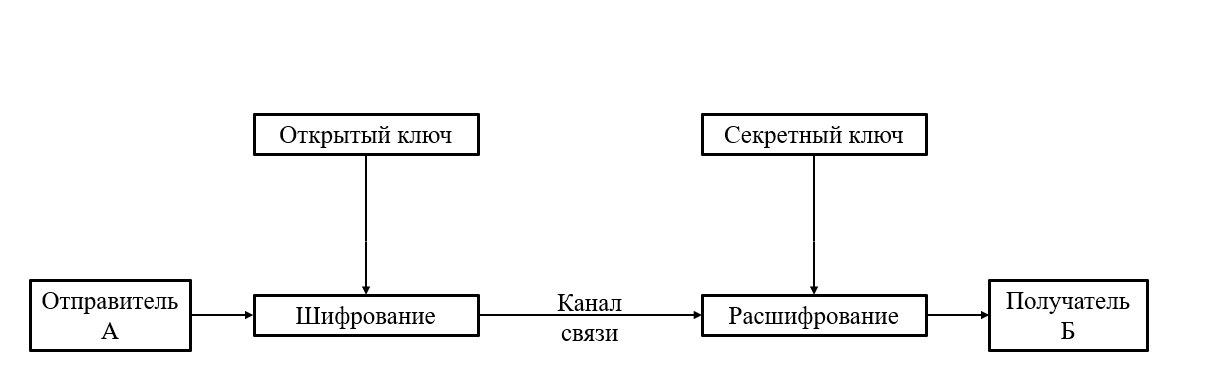 Открытый ключ
Секретный ключ
Отправитель
А
Шифрование
Канал
связи
Расшифрование
Получатель
Б